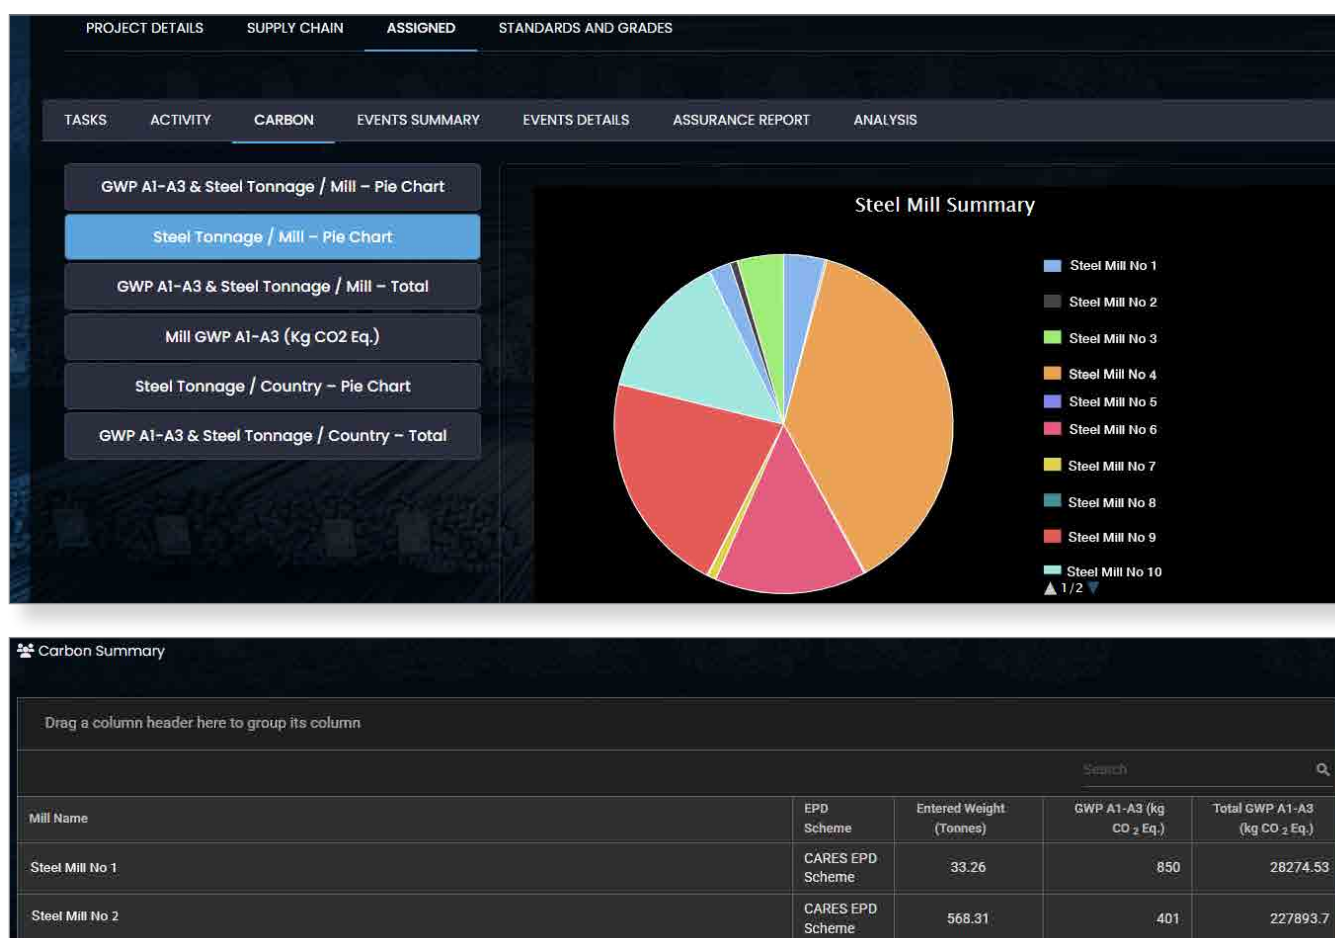 PROJECT DETAILS SUPPLY CHAIN ASSIGNED STANDARDS AND GRADES
TASKS ACTIVITY CARBON EVENTS SUMMARY EVENTS DETAILS ASSURANCE REPORT ANALYSIS
GWP A1-A3 & Steel Tonnage / Mill – Pie Chart
Steel Tonnage / Mill – Pie Chart
GWP A1-A3 & Steel Tonnage / Mill – Total
Mill GWP A1-A3 (Kg CO2 Eq.)
Steel Tonnage / Country – Pie Chart
GWP A1-A3 & Steel Tonnage / Country – Total
Steel Mill Summary
Steel Mill No 1
Steel Mill No 2
Steel Mill No 3
Steel Mill No 4
Steel Mill No 5
Steel Mill No 6
Steel Mill No 7
Steel Mill No 8
Steel Mill No 9
Steel Mill No 10
1/2
Carbon Summary
Drag a column header here to group its column
Search
Mill Name
EPD
Scheme
Entered Weight
(Tonnes)
GWP A1-A3 (kg
CO 2 Eq.)
Total GWP A1-A3
(kg CO 2 Eq.)
Steel Mill No 1
CARES EPD
Scheme
33.26
850
28274.53
Steel Mill No 2
CARES EPD
Scheme
568.31
401
227893.7